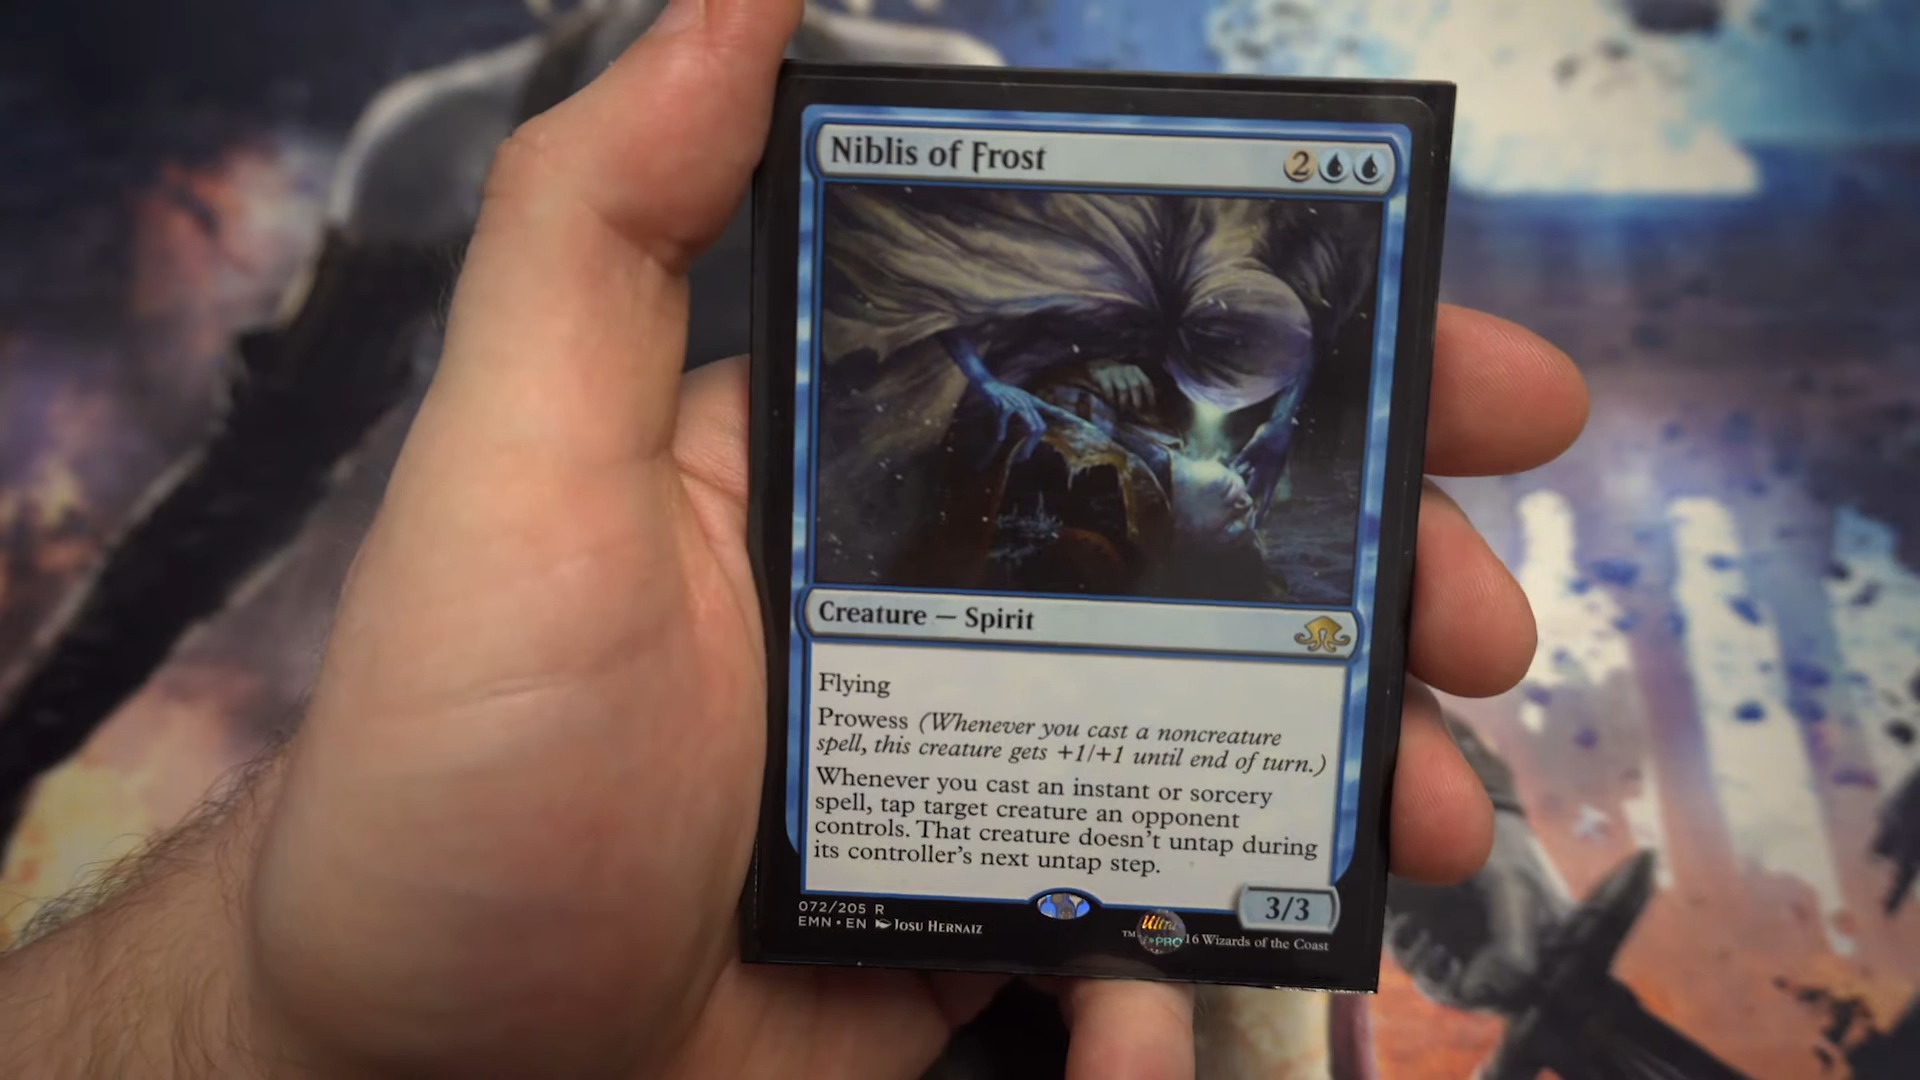 Niblis of Frost 2
Creature — Spirit
Flying
Prowess (Whenever you cast a noncreature
spell, this creature gets +1/+1 until end of turn.)
Whenever you cast an instant or sorcery
spell, tap target creature an opponent
controls. That creature doesn't untap during
its controller's next untap step.
3/3
072/205 R
EMN • EN Josu Hernaiz
Ultra
PRO
™ 16 Wizards of the Coast